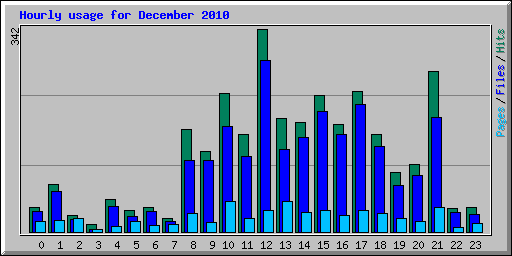 Hourly usage for December 2010
342
Pages / Files / Hits
0 1 2 3 4 5 6 7 8 9 10 11 12 13 14 15 16 17 18 19 20 21 22 23